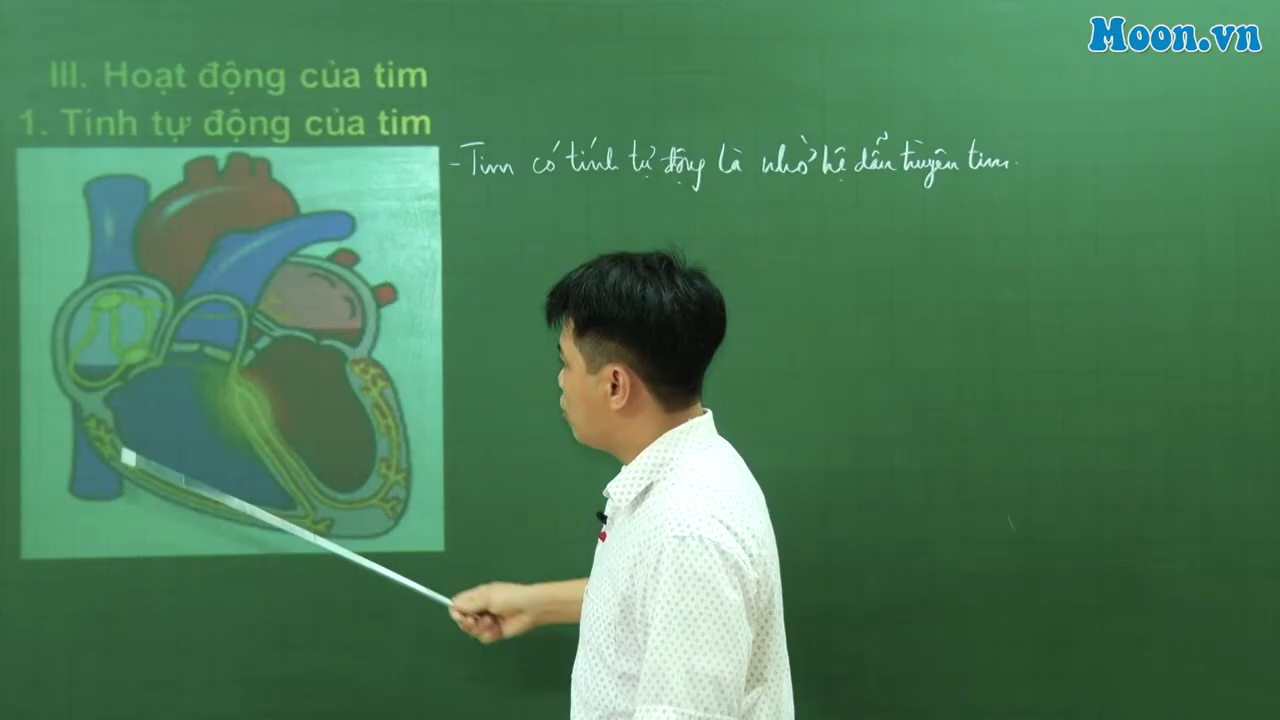 Moon.vn
III. Hoạt động của tim
1. Tính tự động của tim
- Tim có tính tự động là nhờ hệ dẫn truyền tim.